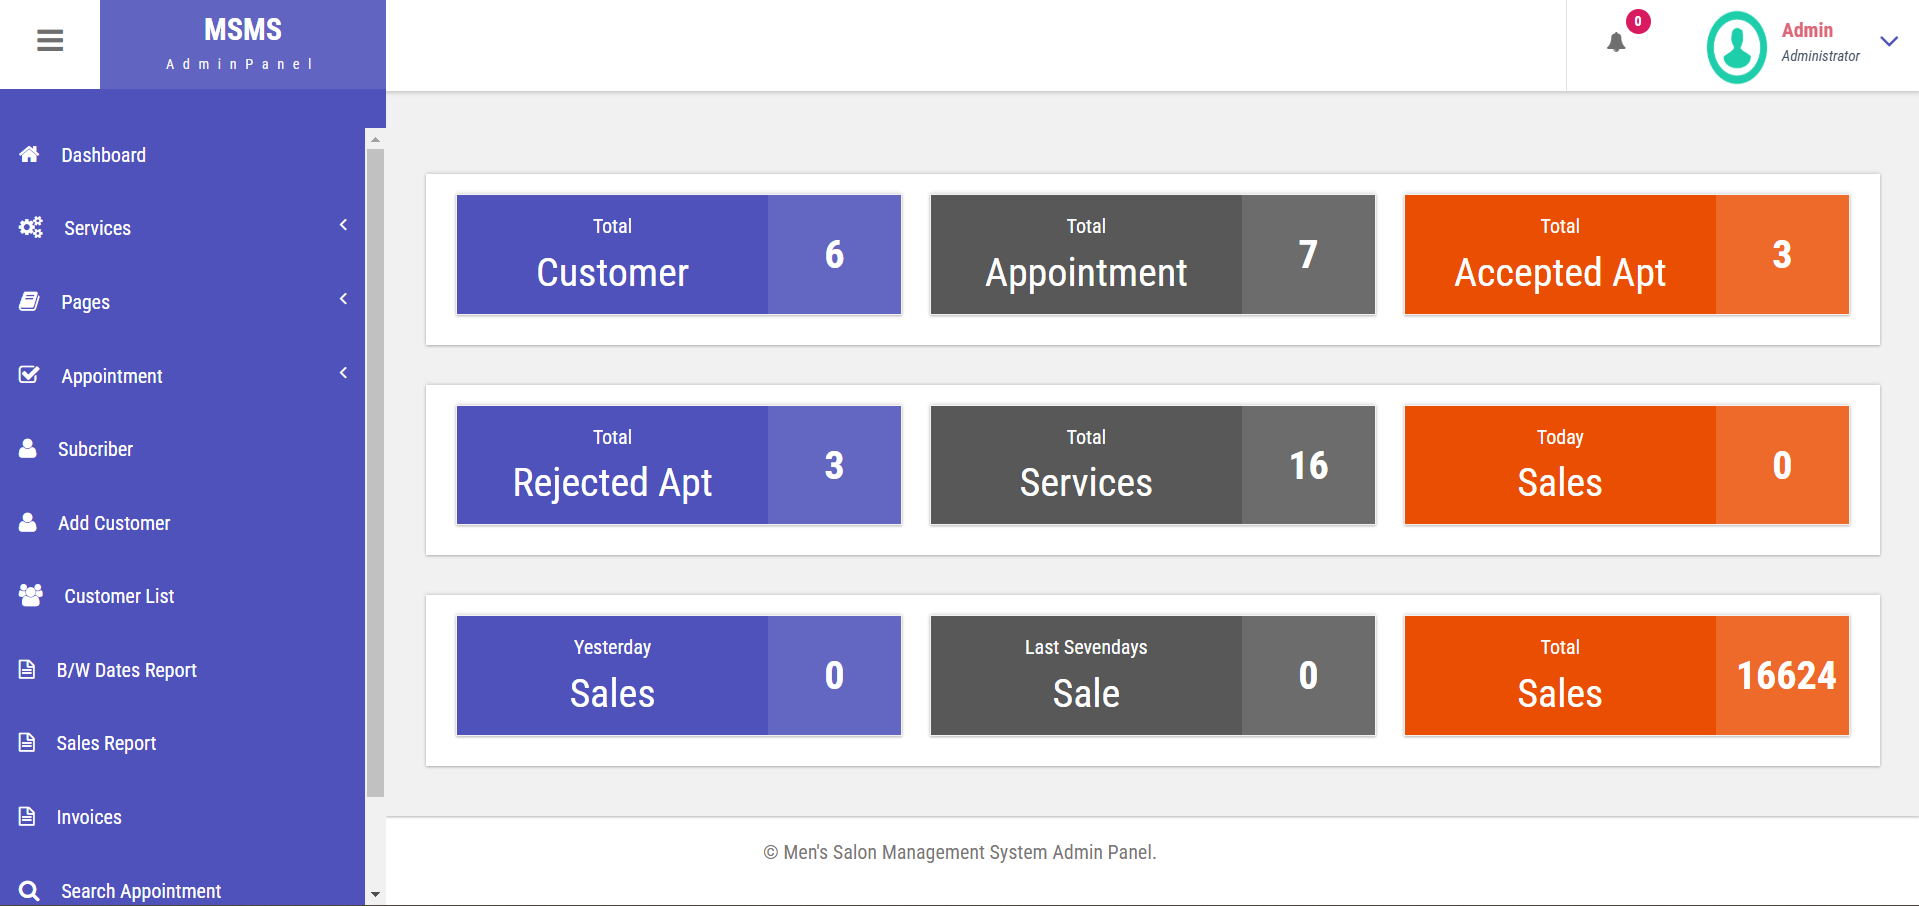 MSMS
AdminPanel
0
Admin
Administrator
Dashboard
Services
Pages
Appointment
Subcriber
Add Customer
Customer List
B/W Dates Report
Sales Report
Invoices
Search Appointment
Total
Customer
6
Total
Appointment
7
Total
Accepted Apt
3
Total
Rejected Apt
3
Total
Services
16
Today
Sales
0
Yesterday
Sales
0
Last Sevendays
Sale
0
Total
Sales
16624
© Men's Salon Management System Admin Panel.